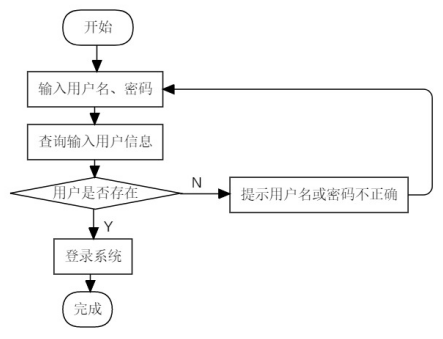 开始
输入用户名、密码
查询输入用户信息
用户是否存在
N
提示用户名或密码不正确
Y
登录系统
完成